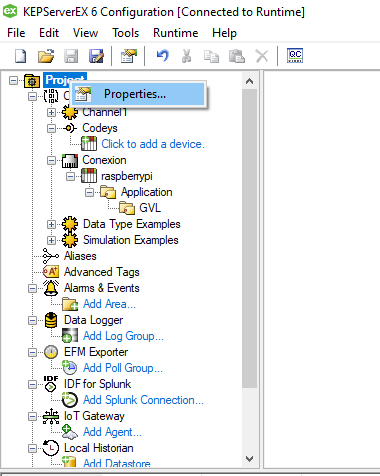 ex KEPServerEX 6 Configuration [Connected to Runtime]
File Edit View Tools Runtime Help
QC
Project
Properties...
Channel1
Codeys
Click to add a device.
Conexion
raspberrypi
Application
GVL
Data Type Examples
Simulation Examples
Aliases
Advanced Tags
Alarms & Events
Add Area...
Data Logger
Add Log Group...
EFM Exporter
Add Poll Group...
IDF for Splunk
Add Splunk Connection...
IoT Gateway
Add Agent...
Local Historian
Add Datastore